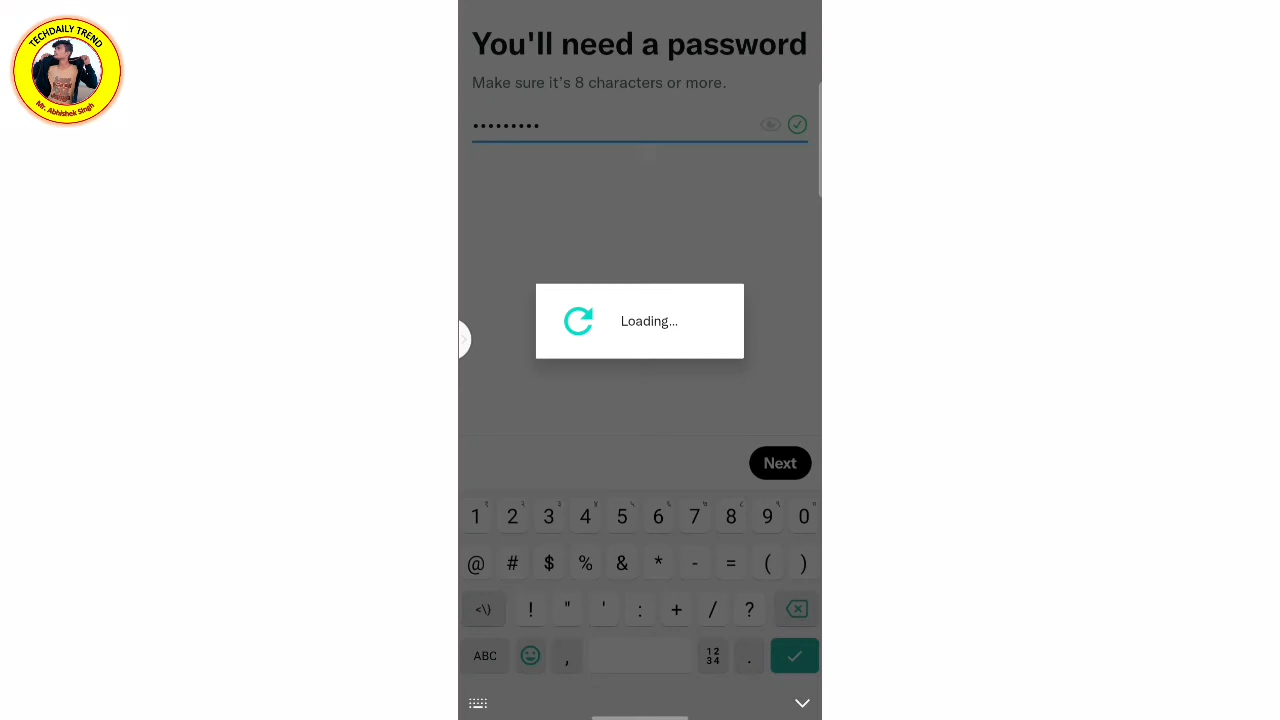 TECHDAILY TREND
Mr. Abhishek Singh
You'll need a password
Make sure it's 8 characters or more.
•••••••••
Loading...
Next
1 2 3 4 5 6 7 8 9 0
@ # $ % & * - = ( )
<\) ! " ' : + / ?
ABC , 12 34 .